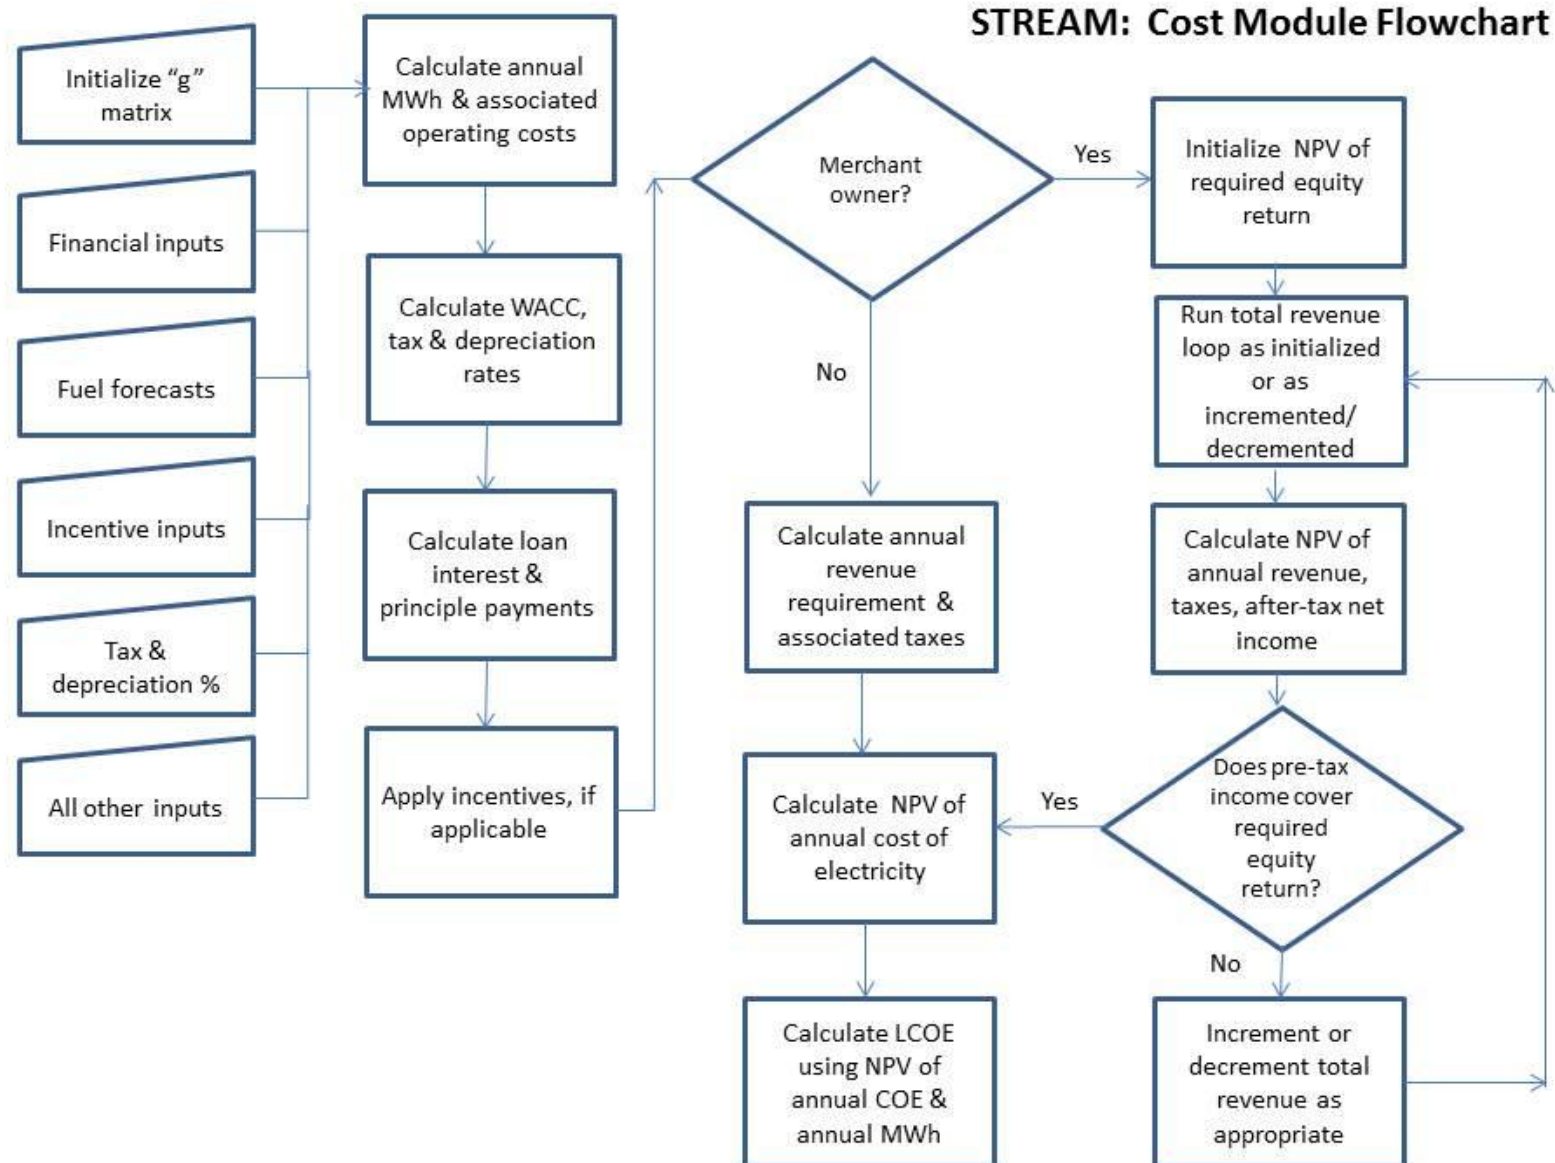 STREAM: Cost Module Flowchart
Initialize “g”
matrix
Financial inputs
Fuel forecasts
Incentive inputs
Tax &
depreciation %
All other inputs
Calculate annual
MWh & associated
operating costs
Calculate WACC,
tax & depreciation
rates
Calculate loan
interest &
principle payments
Apply incentives, if
applicable
Merchant
owner?
Yes
No
Calculate annual
revenue
requirement &
associated taxes
Calculate NPV of
annual cost of
electricity
Calculate LCOE
using NPV of
annual COE &
annual MWh
Initialize NPV of
required equity
return
Run total revenue
loop as initialized
or as
incremented/
decremented
Calculate NPV of
annual revenue,
taxes, after-tax net
income
Does pre-tax
income cover
required
equity
return?
Yes
No
Increment or
decrement total
revenue as
appropriate